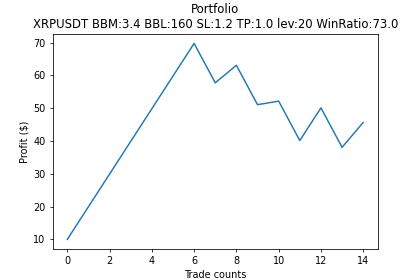 Portfolio
XRPUSDT BBM:3.4 BBL:160 SL:1.2 TP:1.0 lev:20 WinRatio:73.0
70
60
50
40
30
20
10
Profit ($)
0 2 4 6 8 10 12 14
Trade counts